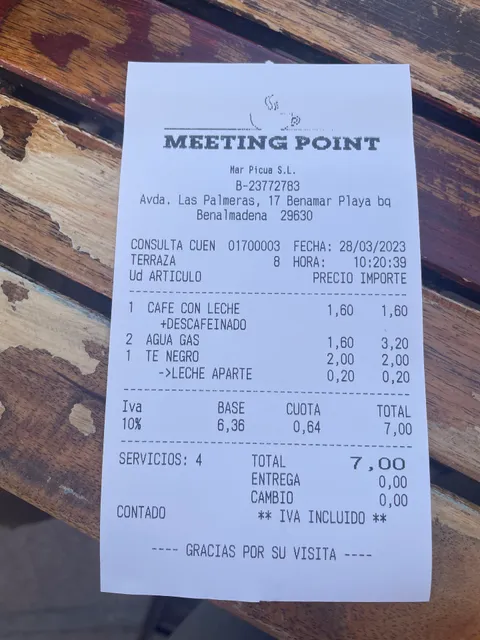 MEETING POINT
Mar Picua S.L.
B-23772783
Avda. Las Palmeras, 17 Benamar Playa bq
Benalmadena 29630
CONSULTA CUEN 01700003 FECHA: 28/03/2023
TERRAZA 8 HORA: 10:20:39
Ud ARTICULO PRECIO IMPORTE
1 CAFE CON LECHE 1,60 1,60
+DESCAFEINADO
2 AGUA GAS 1,60 3,20
1 TE NEGRO 2,00 2,00
->LECHE APARTE 0,20 0,20
Iva BASE CUOTA TOTAL
10% 6,36 0,64 7,00
SERVICIOS: 4 TOTAL 7,00
ENTREGA 0,00
CAMBIO 0,00
CONTADO ** IVA INCLUIDO **
---- GRACIAS POR SU VISITA ----